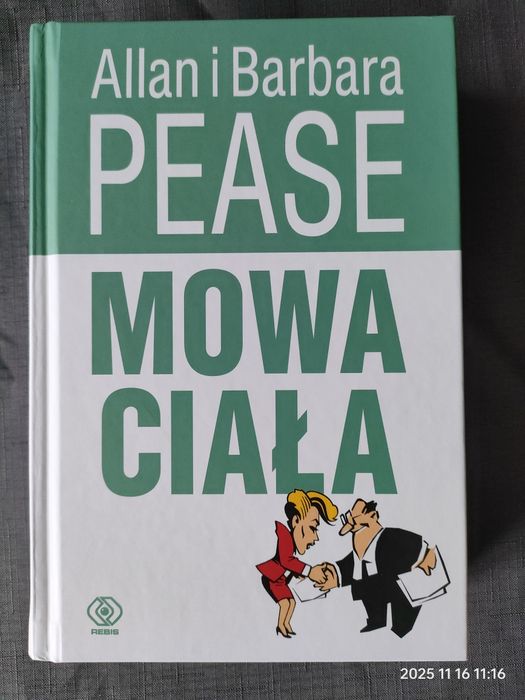 Allan i Barbara
PEASE
MOWA
CIAŁA
REBIS
2025 11 16 11:16